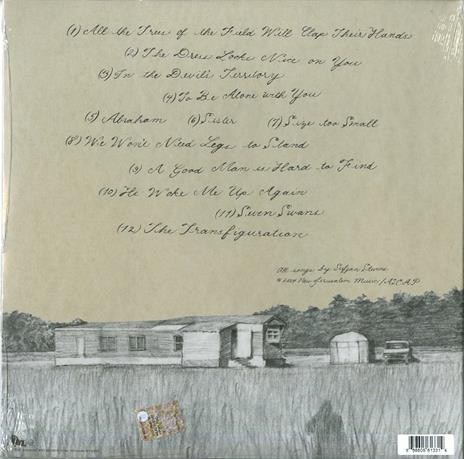 (1) All the Trees of the Field Will Clap Their Hands
(2) The Dress Looks Nice on You
(3) In the Devil's Territory
(4) To Be Alone with You
(5) Abraham (6) Sister (7) Size too Small
(8) We Won't Need Legs to Stand
(9) A Good Man is Hard to Find
(10) He Woke Me Up Again
(11) Seven Swans
(12) The Transfiguration
All songs by Sufjan Stevens
© 2004 New Jerusalem Music/ASCAP